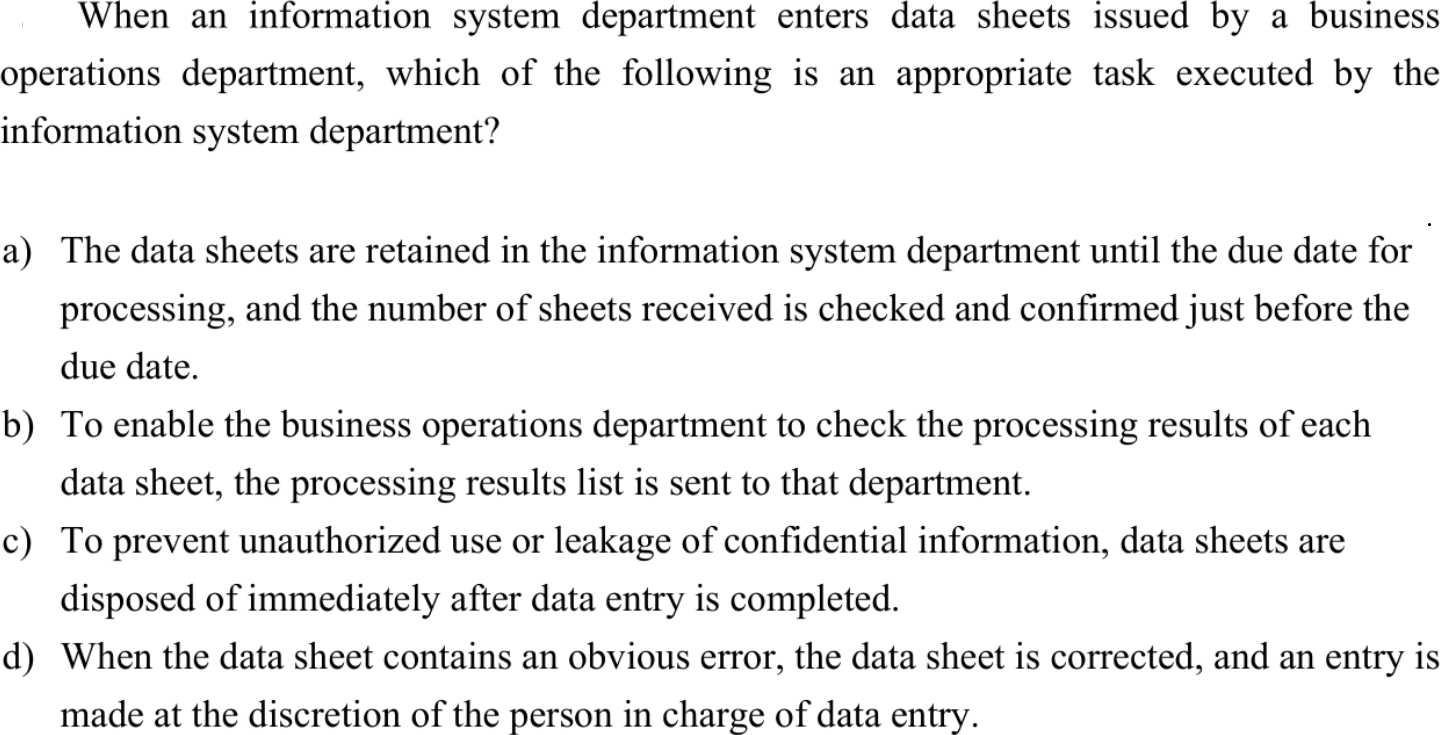 When an information system department enters data sheets issued by a business
operations department, which of the following is an appropriate task executed by the
information system department?
a) The data sheets are retained in the information system department until the due date for
processing, and the number of sheets received is checked and confirmed just before the
due date.
b) To enable the business operations department to check the processing results of each
data sheet, the processing results list is sent to that department.
c) To prevent unauthorized use or leakage of confidential information, data sheets are
disposed of immediately after data entry is completed.
d) When the data sheet contains an obvious error, the data sheet is corrected, and an entry is
made at the discretion of the person in charge of data entry.